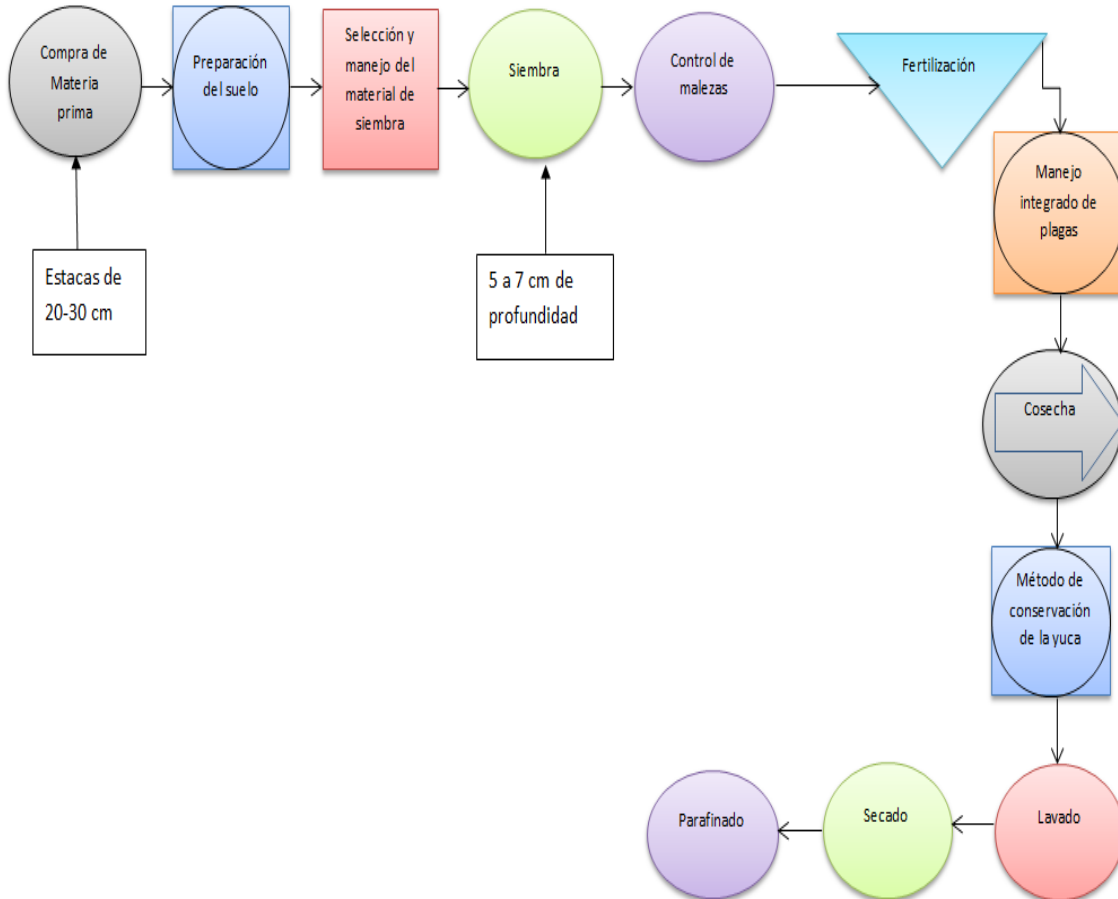 Compra de
Materia
prima
Preparación
del suelo
Selección y
manejo del
material de
siembra
Siembra
Control de
malezas
Fertilización
Estacas de
20-30 cm
5 a 7 cm de
profundidad
Manejo
integrado de
plagas
Cosecha
Método de
conservación
de la yuca
Lavado
Secado
Parafinado